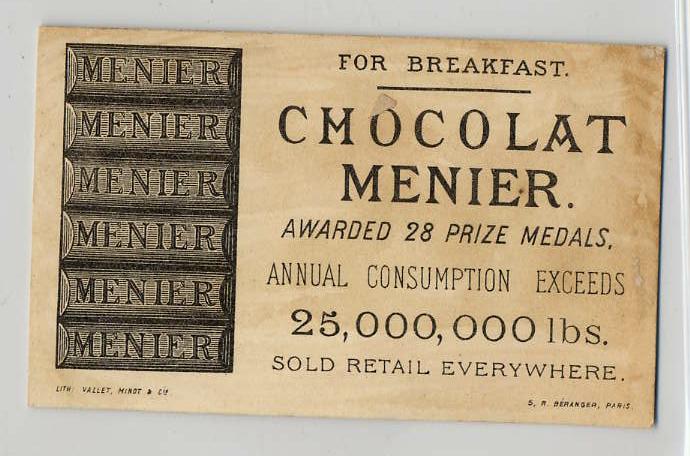 MENIER
MENIER
MENIER
MENIER
MENIER
MENIER
FOR BREAKFAST.
CHOCOLAT
MENIER.
AWARDED 28 PRIZE MEDALS,
ANNUAL CONSUMPTION EXCEEDS
25,000,000 lbs.
SOLD RETAIL EVERYWHERE.
LITH. VALLET, MINOT & Cie
5, R. BÉRANGER, PARIS.